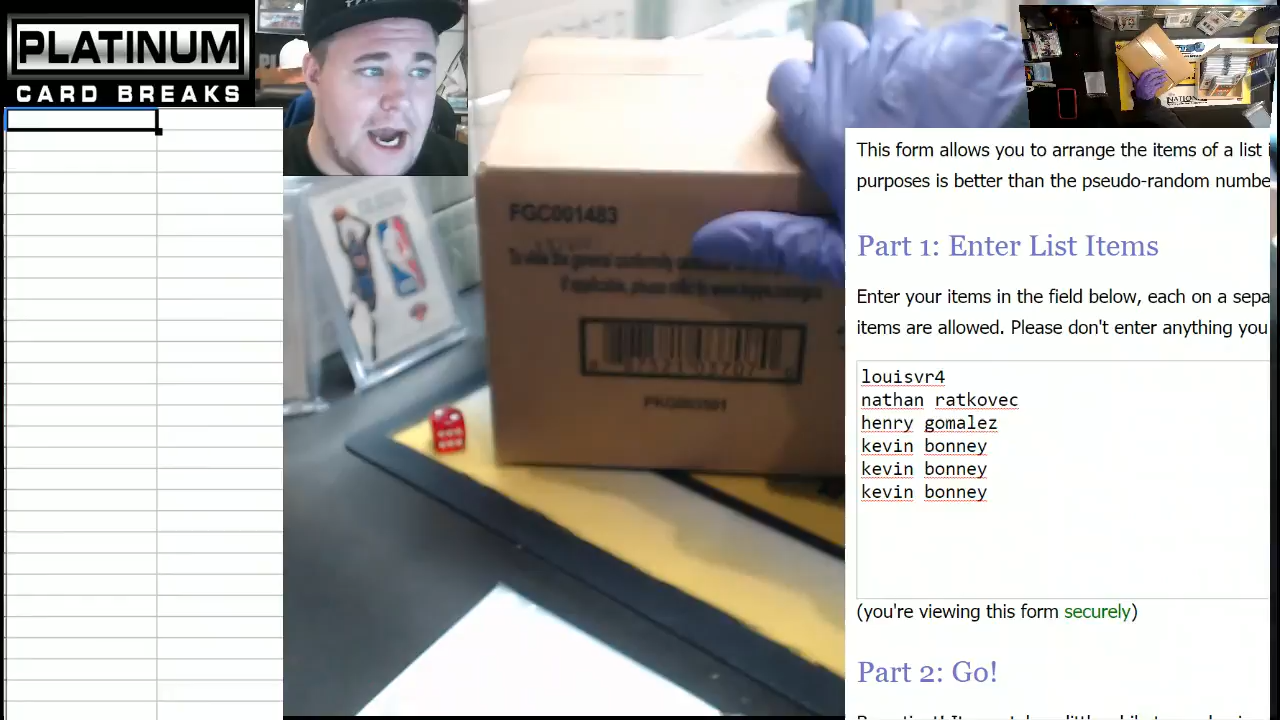 PLATINUM
CARD BREAKS
FGC001483
This form allows you to arrange the items of a list
purposes is better than the pseudo-random numbe
Part 1: Enter List Items
Enter your items in the field below, each on a sepa
items are allowed. Please don't enter anything you
louisvr4
nathan ratkovec
henry gomalez
kevin bonney
kevin bonney
kevin bonney
(you're viewing this form securely)
Part 2: Go!